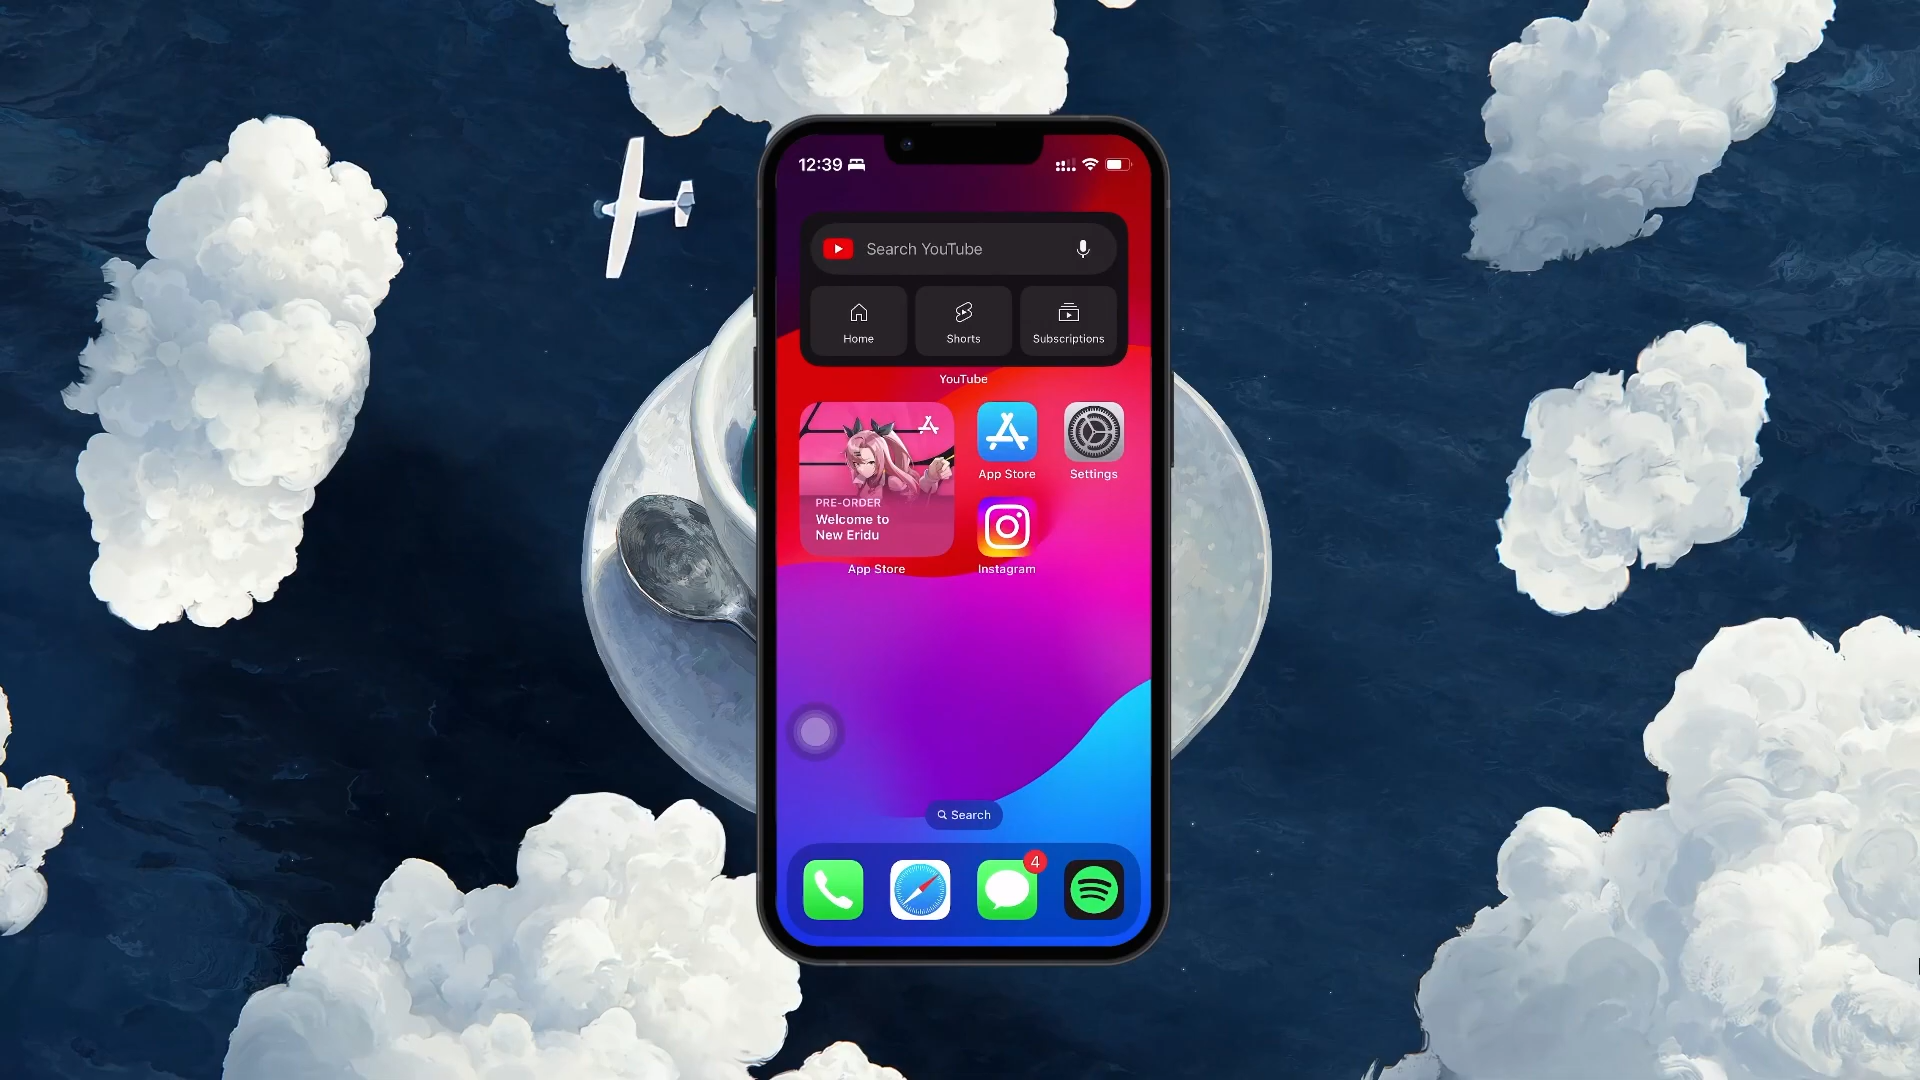 12:39
Search YouTube
Home
Shorts
Subscriptions
YouTube
PRE-ORDER
Welcome to
New Eridu
App Store
App Store
Settings
Instagram
Search
4